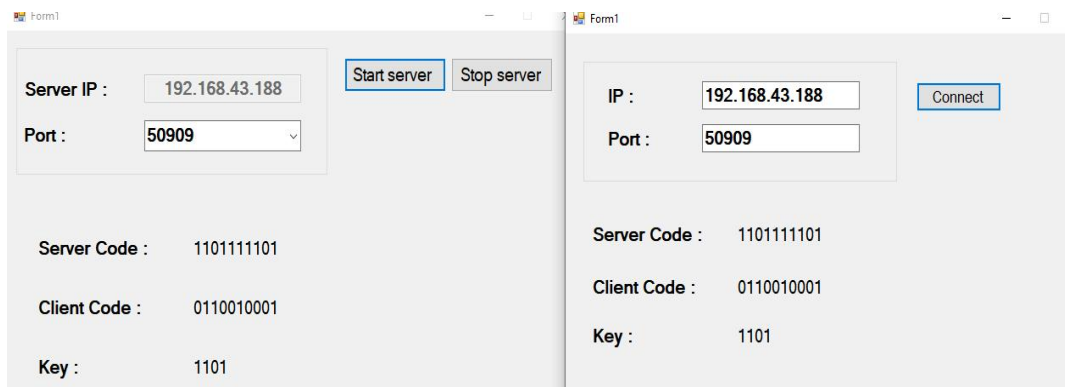 Form1
Server IP :
192.168.43.188
Start server
Stop server
Port :
50909
Server Code :
1101111101
Client Code :
0110010001
Key :
1101
Form1
IP :
192.168.43.188
Connect
Port :
50909
Server Code :
1101111101
Client Code :
0110010001
Key :
1101